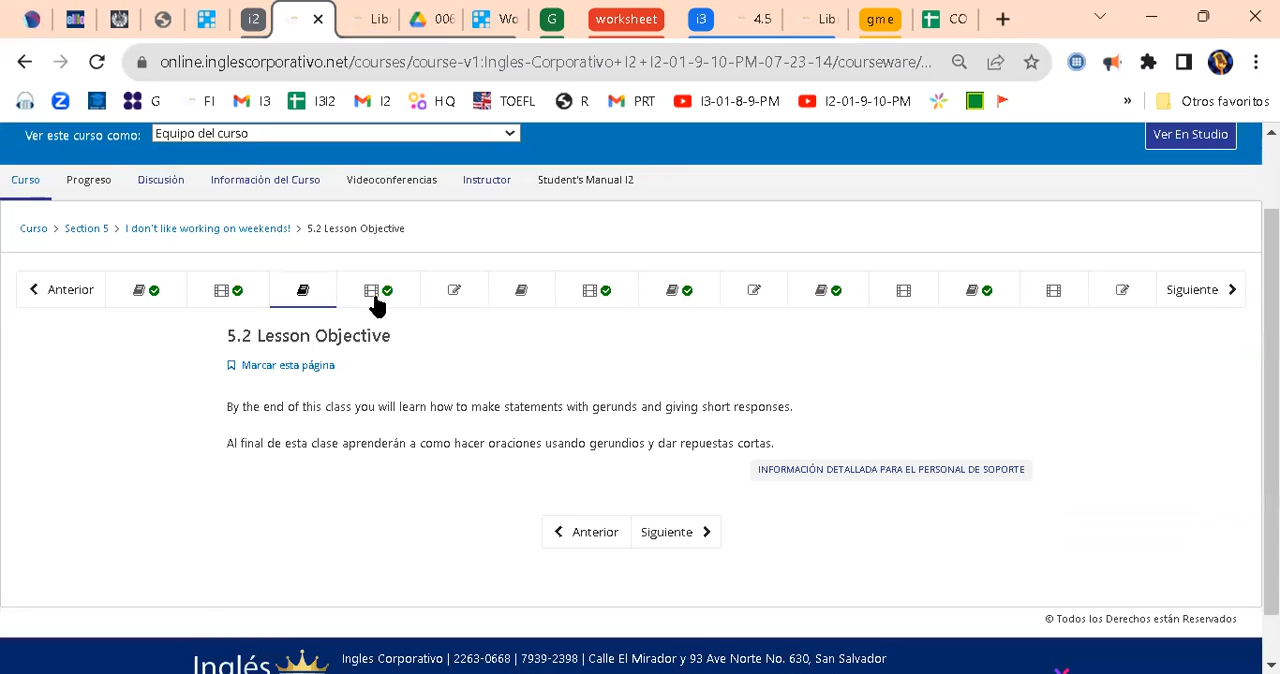 i2
Lib
006
Wo
G
worksheet
i3
4.5
Lib
gme
CO
online.inglescorporativo.net/courses/course-v1:Ingles-Corporativo+I2+I2-01-9-10-PM-07-23-14/courseware/...
G
FI
I3
I3I2
I2
HQ
TOEFL
R
PRT
I3-01-8-9-PM
I2-01-9-10-PM
»
Otros favoritos
Ver este curso como:
Equipo del curso
Ver En Studio
Curso
Progreso
Discusión
Información del Curso
Videoconferencias
Instructor
Student's Manual I2
Curso > Section 5 > I don't like working on weekends! > 5.2 Lesson Objective
Anterior
Siguiente
5.2 Lesson Objective
Marcar esta página
By the end of this class you will learn how to make statements with gerunds and giving short responses.
Al final de esta clase aprenderán a como hacer oraciones usando gerundios y dar repuestas cortas.
INFORMACIÓN DETALLADA PARA EL PERSONAL DE SOPORTE
Anterior
Siguiente
© Todos los Derechos están Reservados
Inglés
Ingles Corporativo | 2263-0668 | 7939-2398 | Calle El Mirador y 93 Ave Norte No. 630, San Salvador